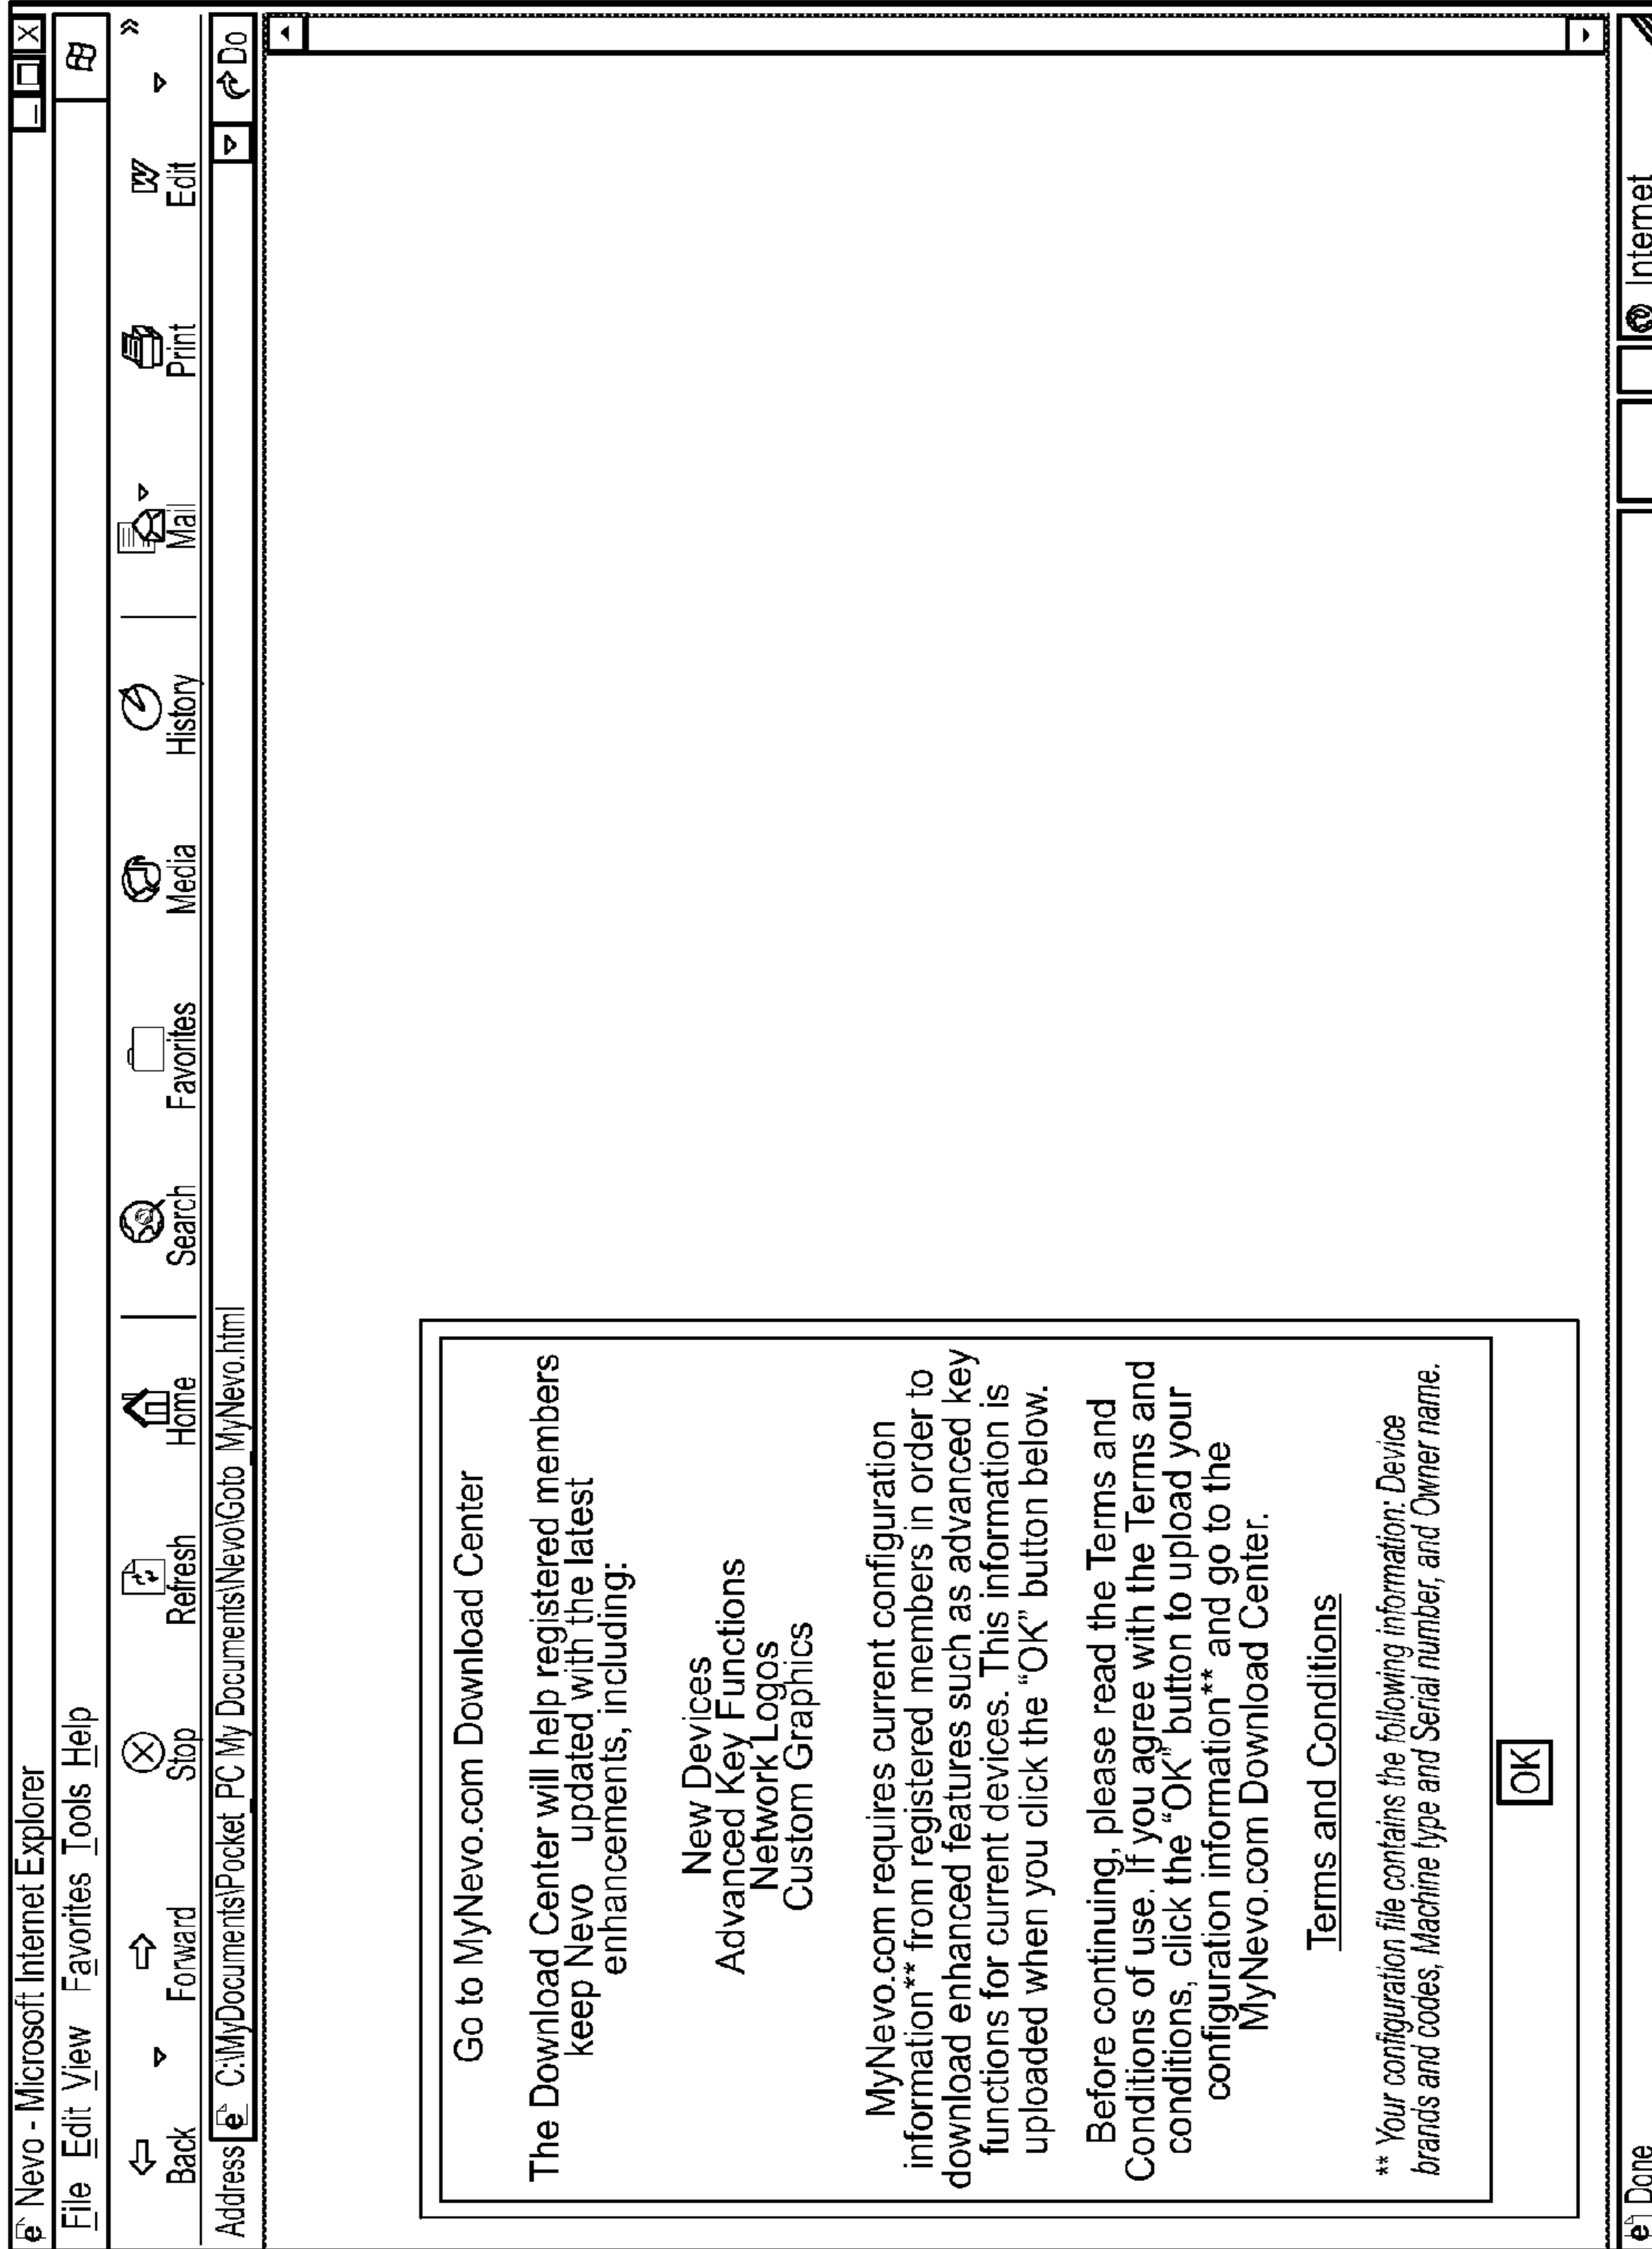 Nevo - Microsoft Internet Explorer
File Edit View Favorites Tools Help
Back Forward Stop Refresh Home Search Favorites Media History Mail Print Edit
Address C:\MyDocuments\Pocket_PC My Documents\Nevo\Goto_MyNevo.html Do
Go to MyNevo.com Download Center
The Download Center will help registered members
keep Nevo updated with the latest
enhancements, including:
New Devices
Advanced Key Functions
Network Logos
Custom Graphics
MyNevo.com requires current configuration
information** from registered members in order to
download enhanced features such as advanced key
functions for current devices. This information is
uploaded when you click the “OK” button below.
Before continuing, please read the Terms and
Conditions of use. If you agree with the Terms and
conditions, click the “OK” button to upload your
configuration information** and go to the
MyNevo.com Download Center.
Terms and Conditions
** Your configuration file contains the following information: Device
brands and codes, Machine type and Serial number, and Owner name.
OK
Done Internet